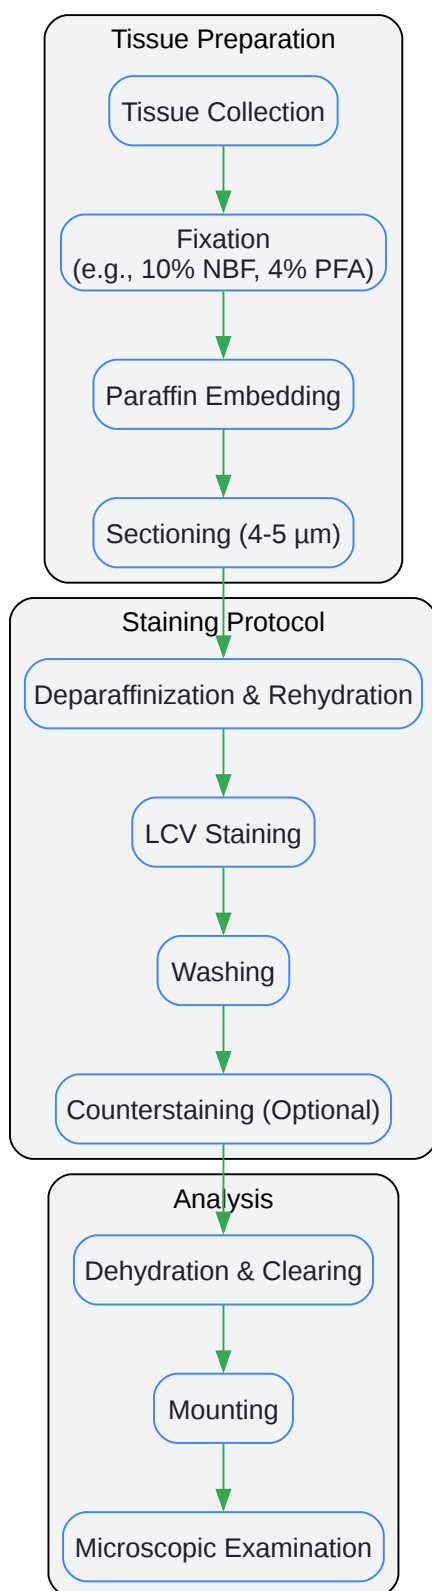 Tissue Preparation
Tissue Collection
Fixation
(e.g., 10% NBF, 4% PFA)
Paraffin Embedding
Sectioning (4-5 µm)
Staining Protocol
Deparaffinization & Rehydration
LCV Staining
Washing
Counterstaining (Optional)
Analysis
Dehydration & Clearing
Mounting
Microscopic Examination